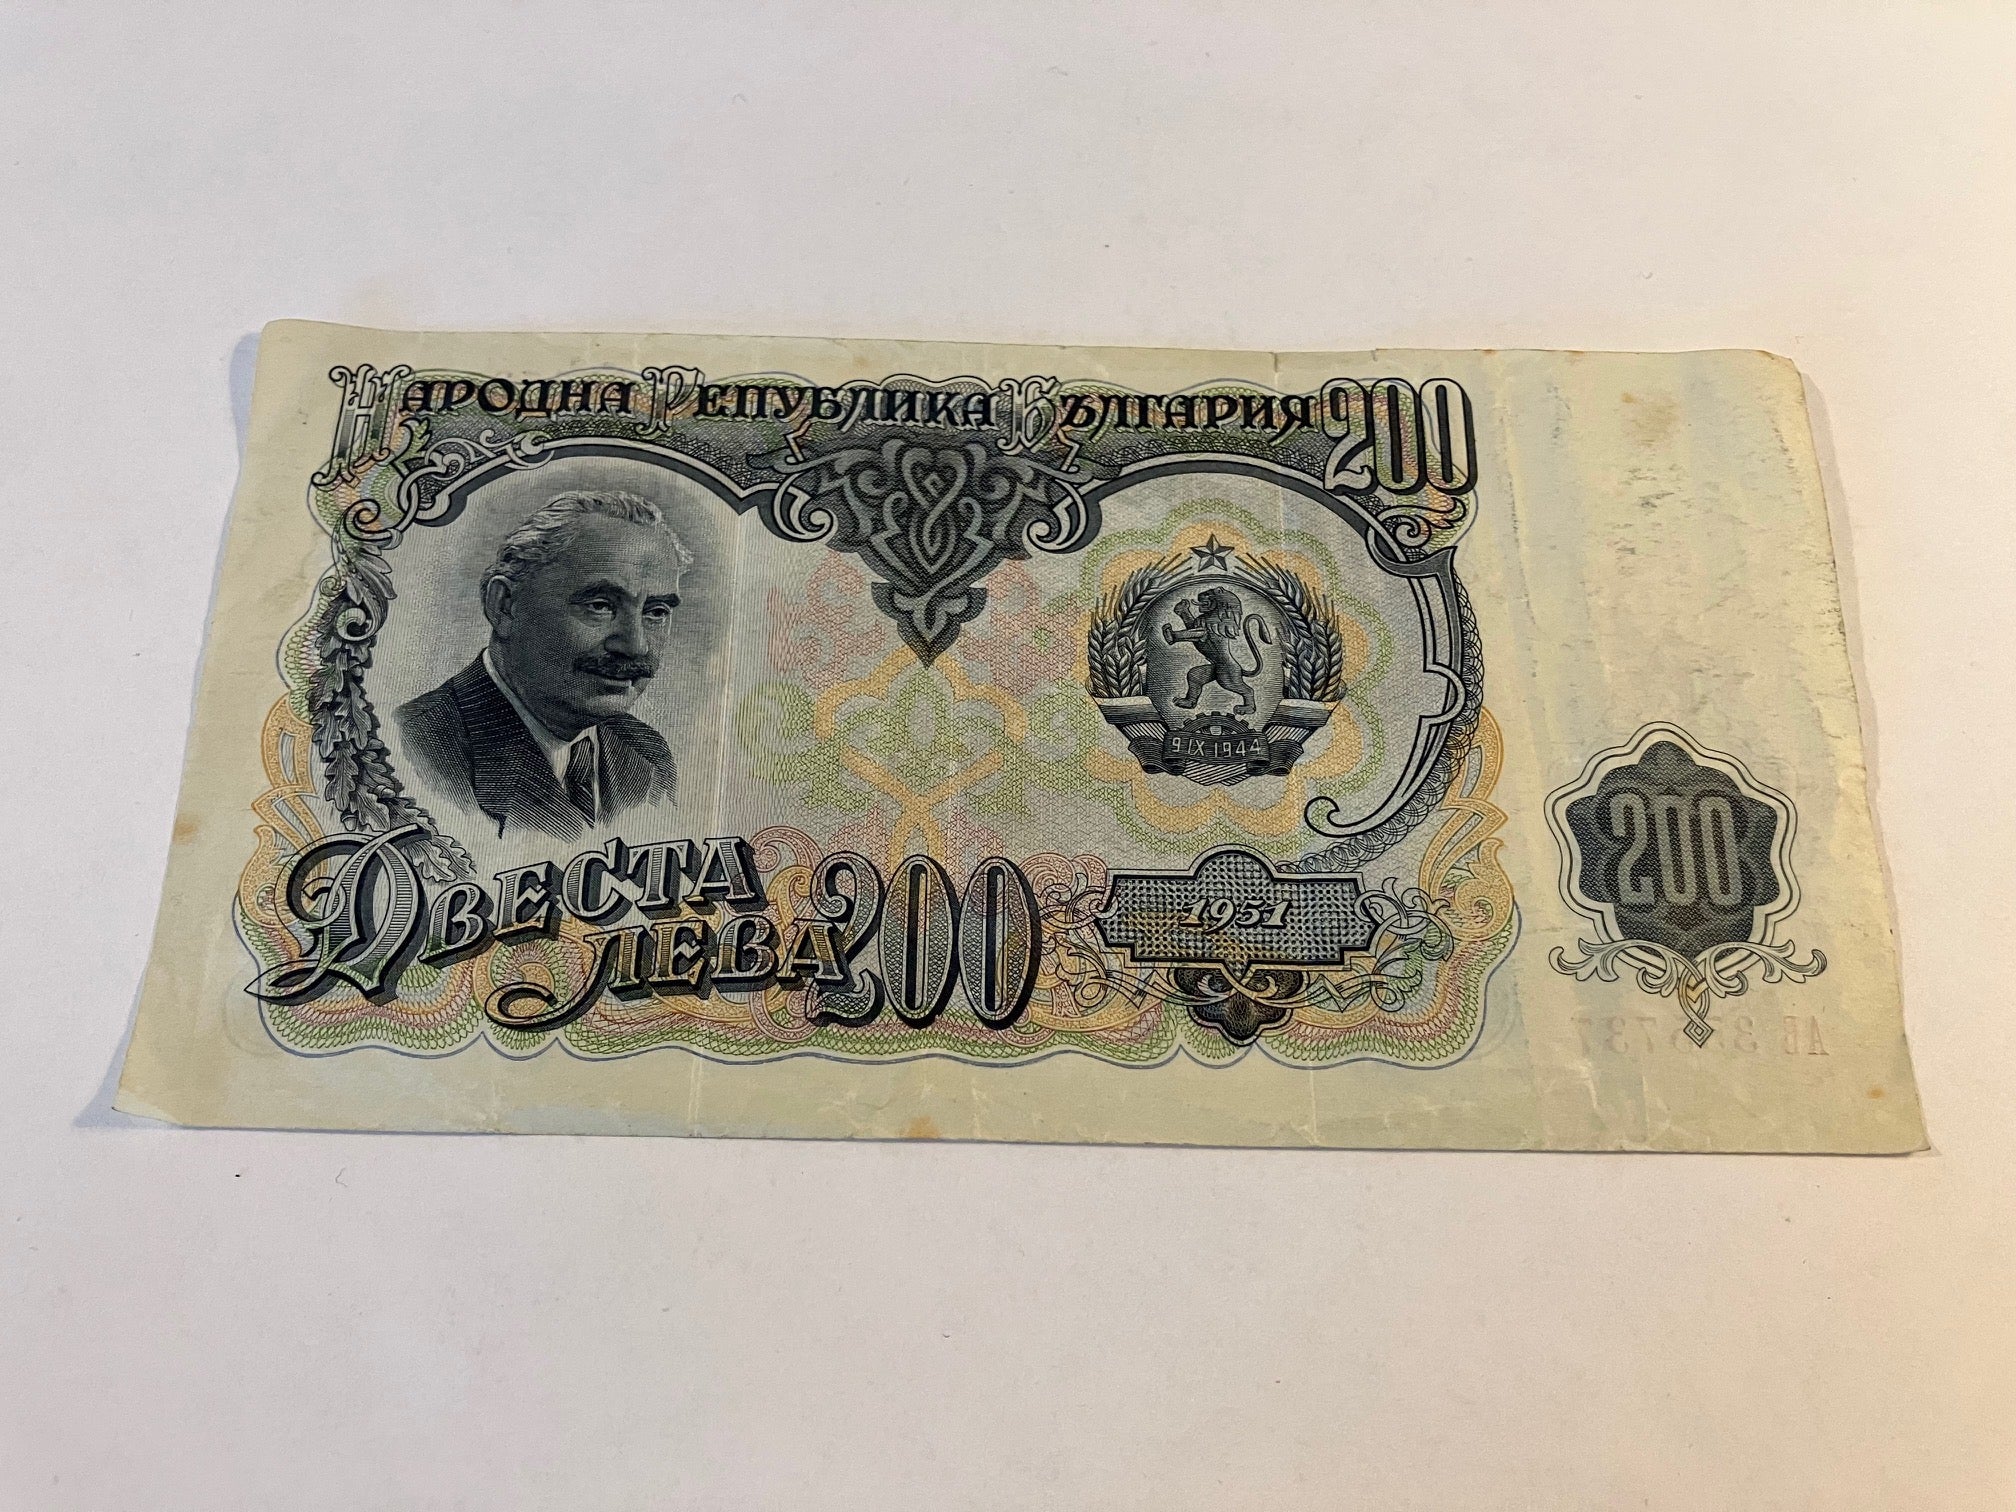 Народна Република България 200
9 IX 1944
Двеста
лева 200
1951
200